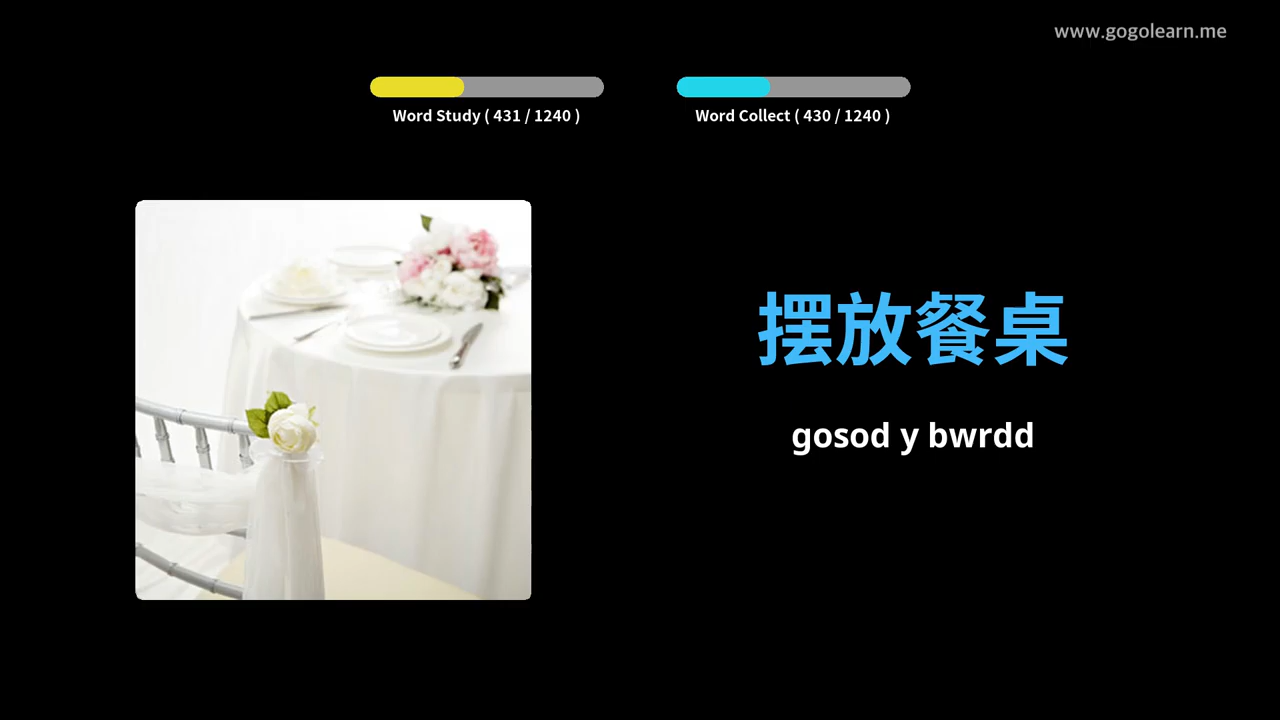 www.gogolearn.me
Word Study ( 431 / 1240 )
Word Collect ( 430 / 1240 )
摆放餐桌
gosod y bwrdd